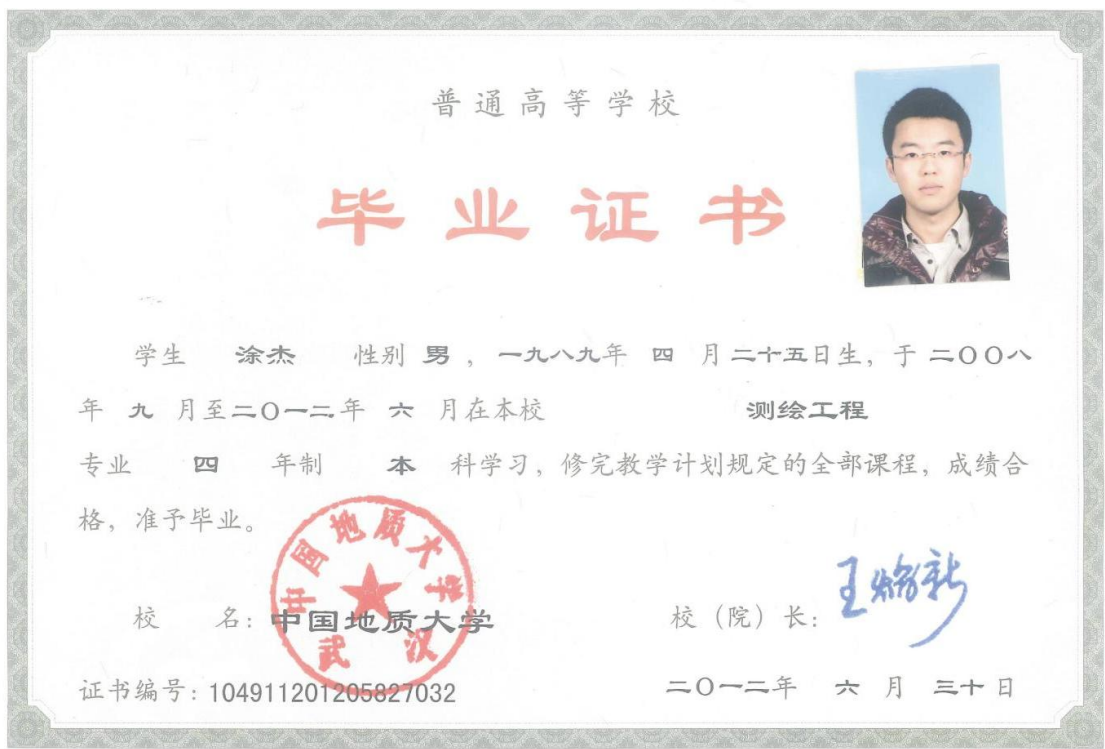 普通高等学校
毕业证书
学生 涂杰 性别 男，一九八九年 四 月二十五日生，于二〇〇八
年 九 月至二〇一二年 六 月在本校 测绘工程
专业 四 年制 本 科学习，修完教学计划规定的全部课程，成绩合
格，准予毕业。
中国地质大学
武汉
校 名：中国地质大学 校（院）长：王焰新
证书编号：104911201205827032 二〇一二年 六 月 三十日